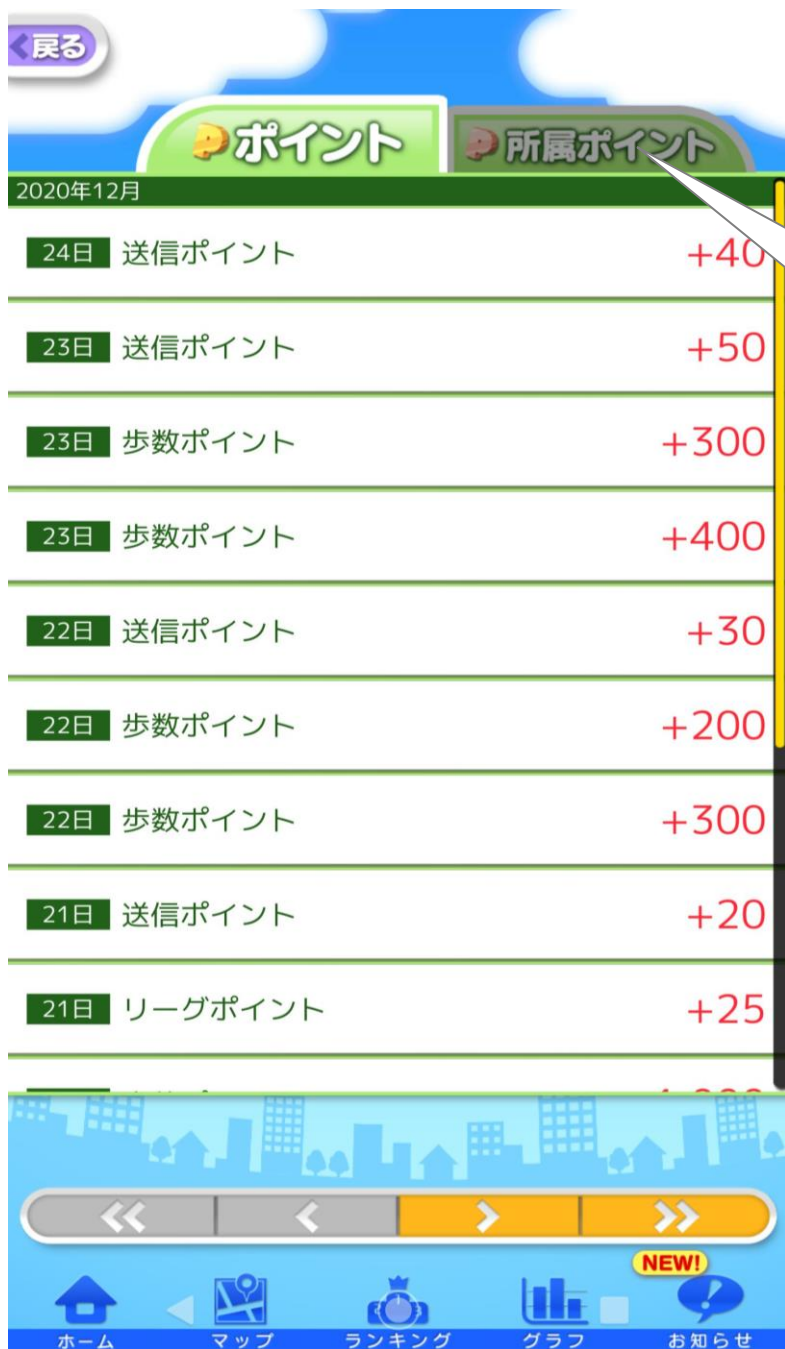 戻る
ポイント
所属ポイント
2020年12月
24日 送信ポイント +40
23日 送信ポイント +50
23日 歩数ポイント +300
23日 歩数ポイント +400
22日 送信ポイント +30
22日 歩数ポイント +200
22日 歩数ポイント +300
21日 送信ポイント +20
21日 リーグポイント +25
NEW!
ホーム
マップ
ランキング
グラフ
お知らせ